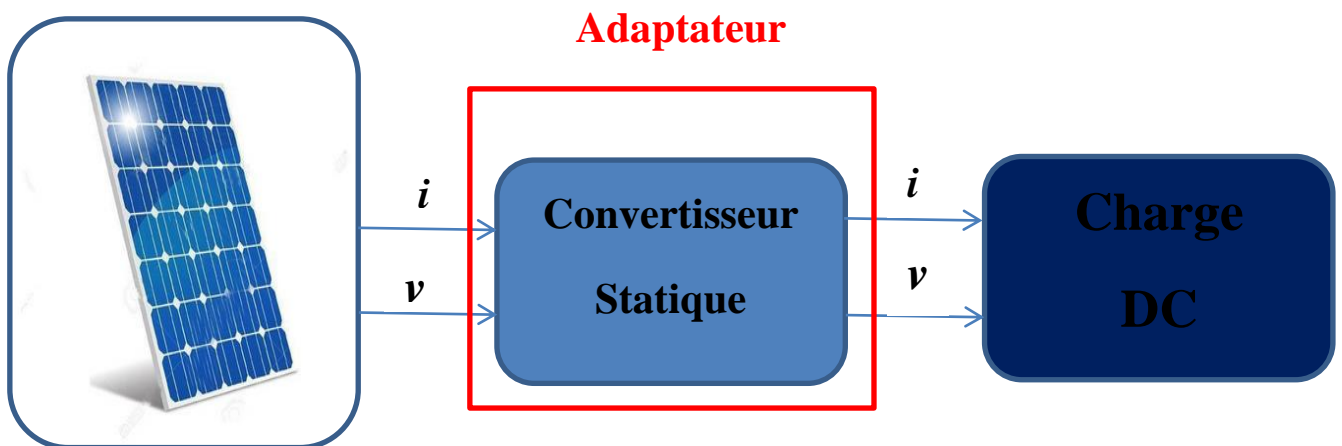 Adaptateur
i
v
Convertisseur
Statique
i
v
Charge
DC